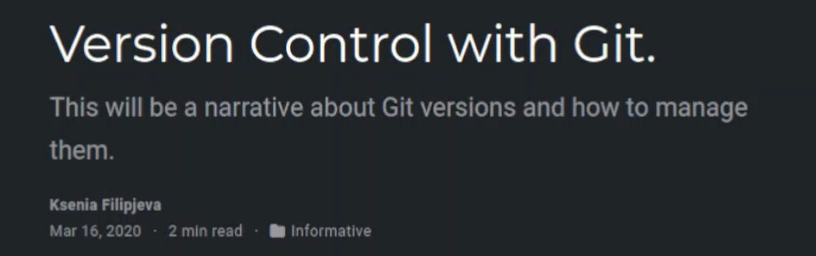 Version Control with Git.
This will be a narrative about Git versions and how to manage
them.
Ksenia Filipjeva
Mar 16, 2020 · 2 min read · Informative